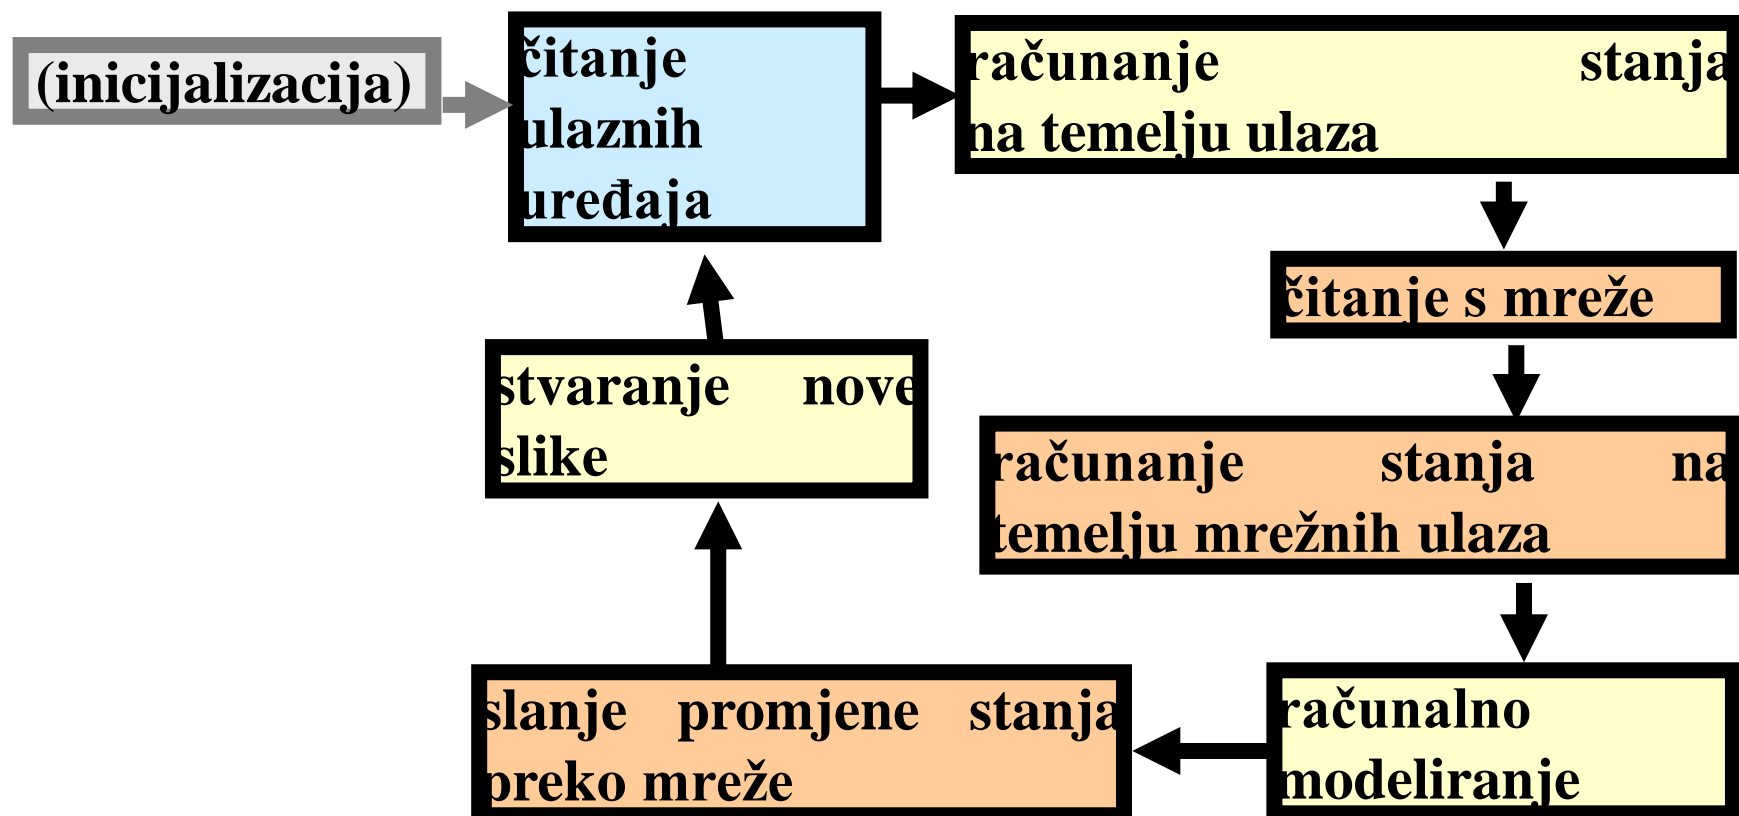 (inicijalizacija)
čitanje
ulaznih
uređaja
računanje stanja
na temelju ulaza
čitanje s mreže
računanje stanja na
temelju mrežnih ulaza
računalno
modeliranje
slanje promjene stanja
preko mreže
stvaranje nove
slike